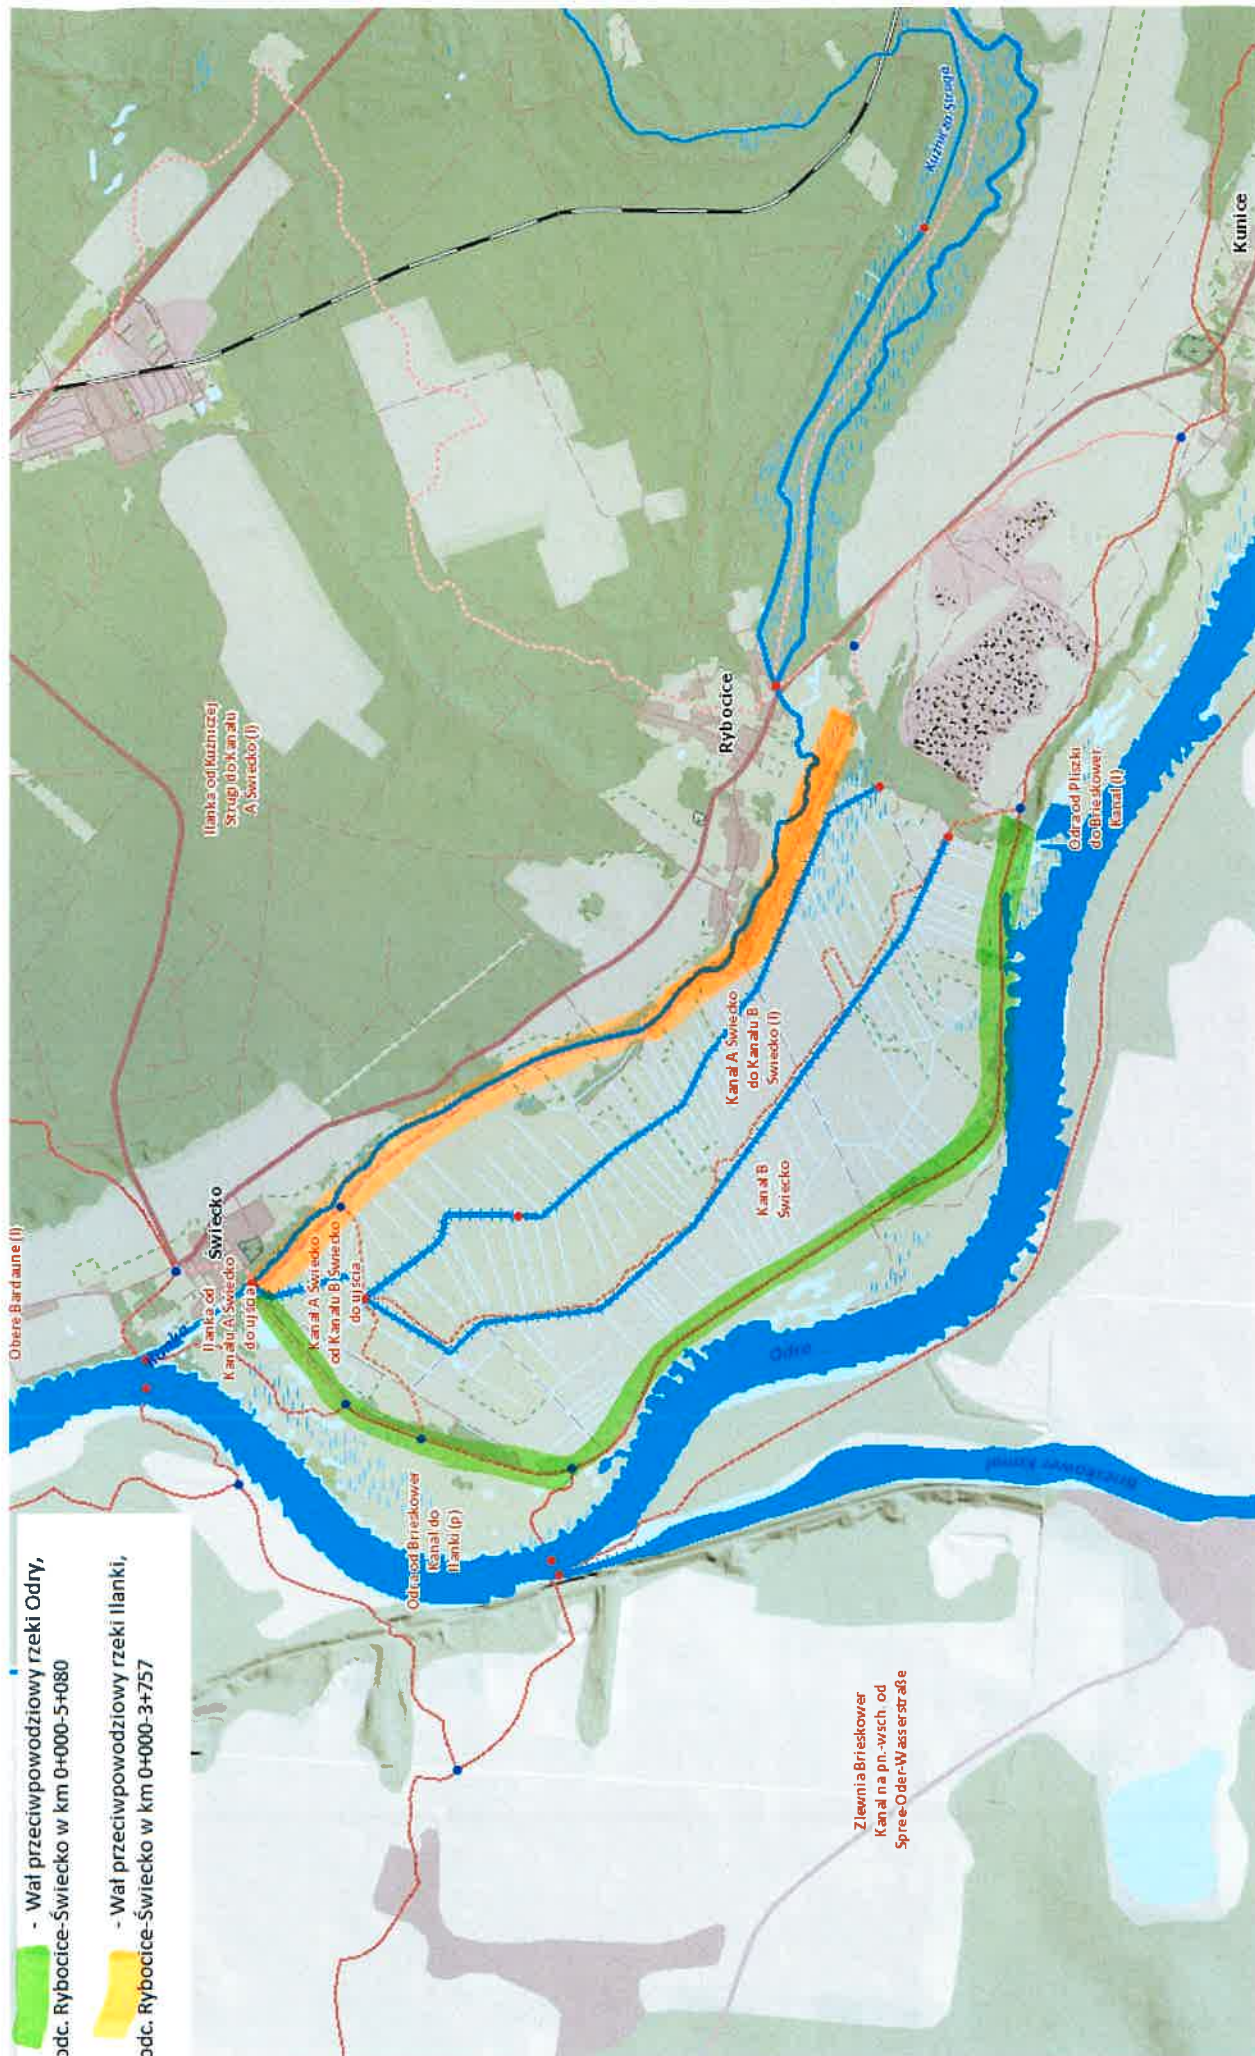 - Wał przeciwpowodziowy rzeki Odry,
odc. Rybocice-Świecko w km 0+000-5+080
- Wał przeciwpowodziowy rzeki Ilanki,
odc. Rybocice-Świecko w km 0+000-3+757
Obere Bardaune (l)
Ilanka od Kuźniczej
Strugi do Kanału
A Świecko (l)
Kuźnicza Struga
Kunice
Rybocice
Świecko
Ilanka
Ilanka od
Kanału A Świecko
do ujścia
Kanał A Świecko
od Kanału B Świecko
do ujścia
Kanał A Świecko
do Kanału B
Świecko (l)
Kanał B
Świecko
Odra od Pliszki
do Brieskower
Kanal (l)
Odra
Odra od Brieskower
Kanal do
Ilanki (p)
Brieskower Kanal
Zlewnia Brieskower
Kanal na pn.-wsch. od
Spree-Oder-Wasserstraße